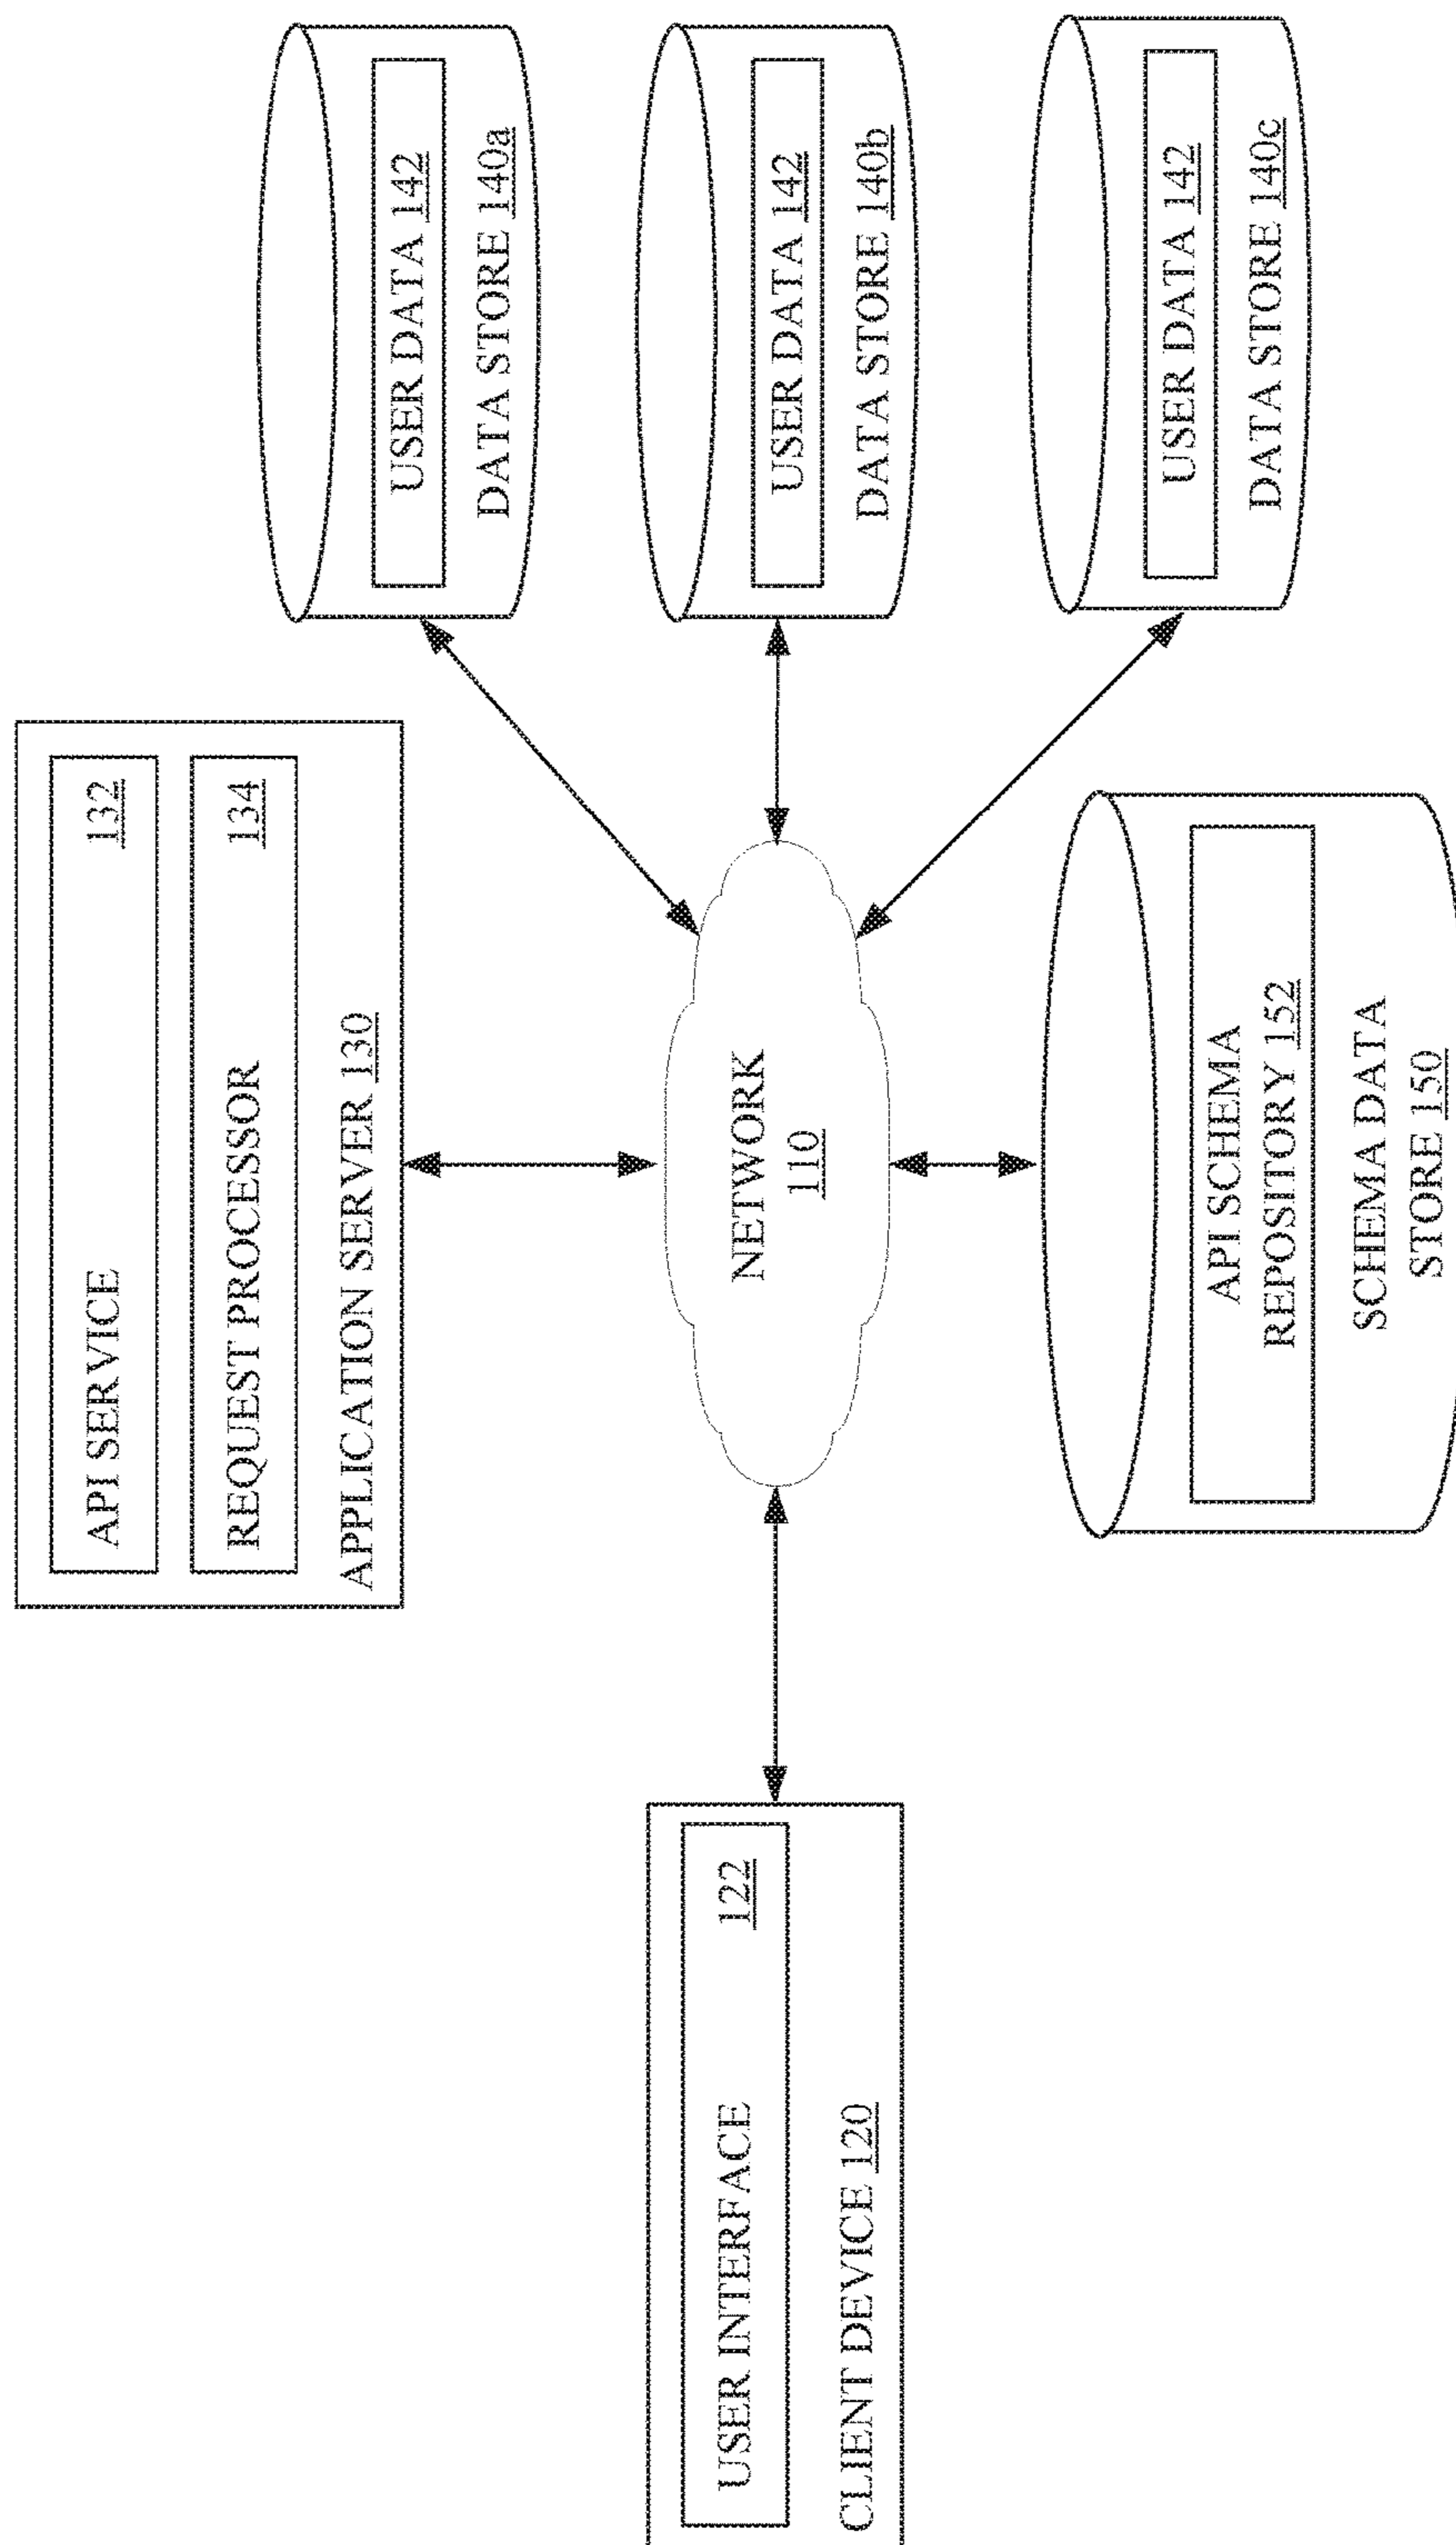 USER INTERFACE 122
CLIENT DEVICE 120
API SERVICE 132
REQUEST PROCESSOR 134
APPLICATION SERVER 130
NETWORK
110
API SCHEMA
REPOSITORY 152
SCHEMA DATA
STORE 150
USER DATA 142
DATA STORE 140a
USER DATA 142
DATA STORE 140b
USER DATA 142
DATA STORE 140c